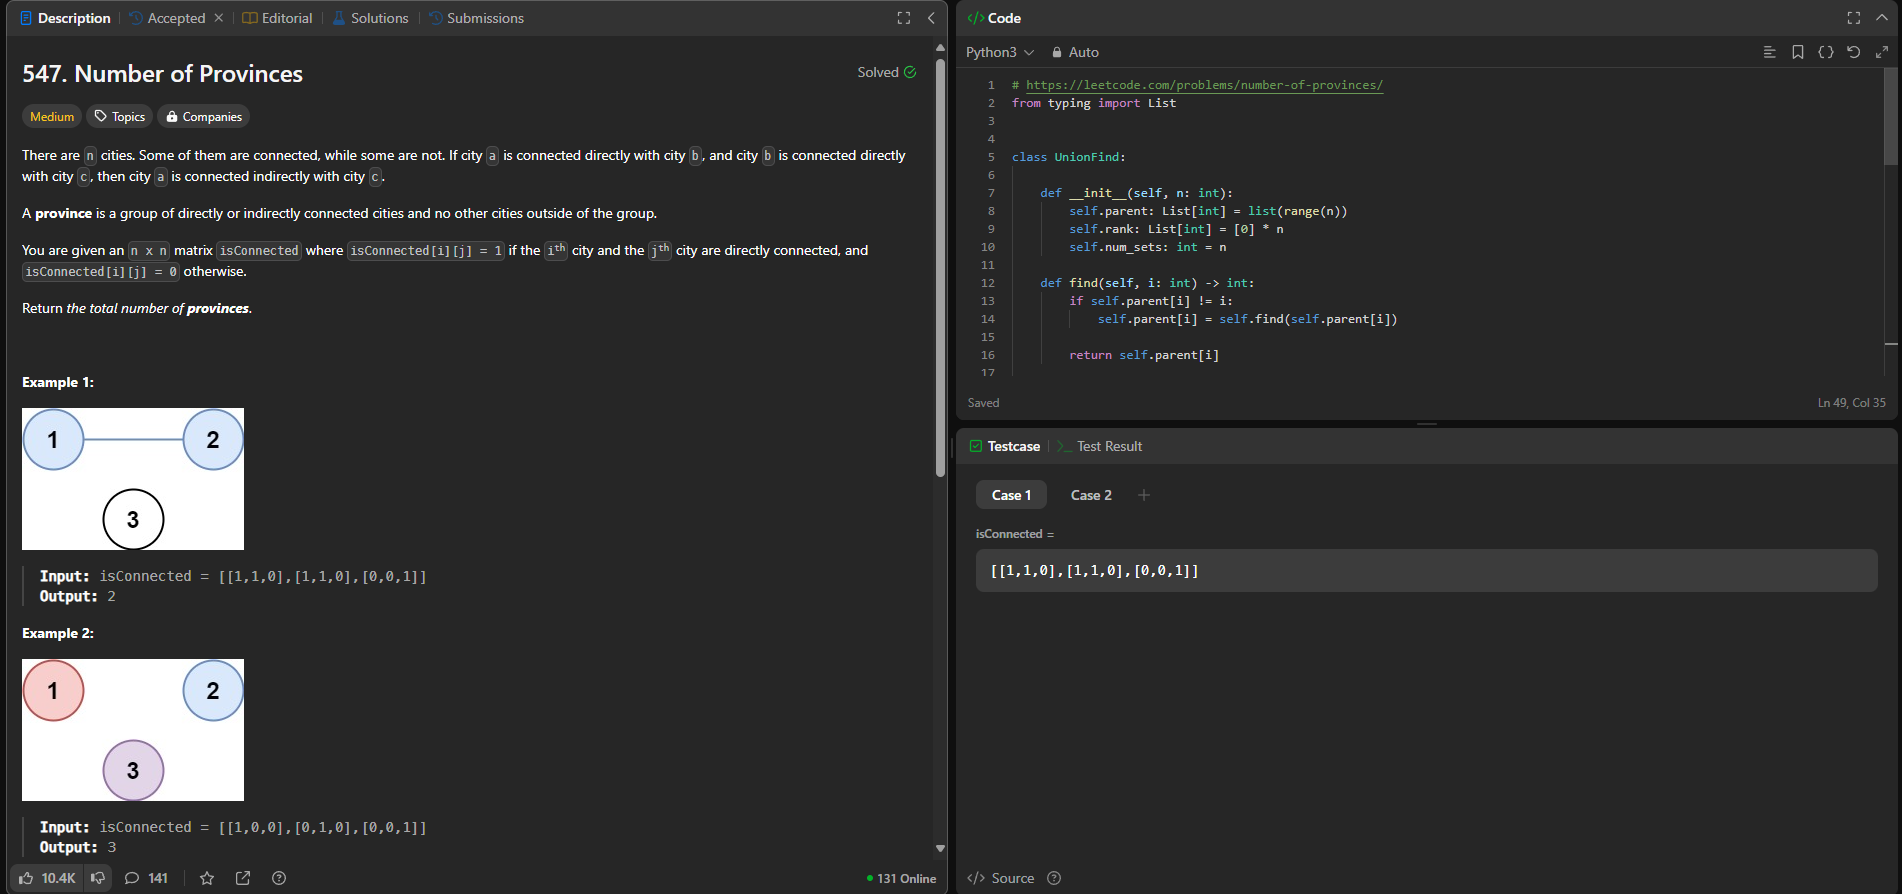 Description
Accepted
Editorial
Solutions
Submissions
547. Number of Provinces
Solved
Medium
Topics
Companies
There are n cities. Some of them are connected, while some are not. If city a is connected directly with city b, and city b is connected directly
with city c, then city a is connected indirectly with city c.
A province is a group of directly or indirectly connected cities and no other cities outside of the group.
You are given an n x n matrix isConnected where isConnected[i][j] = 1 if the ith city and the jth city are directly connected, and
isConnected[i][j] = 0 otherwise.
Return the total number of provinces.
Example 1:
1
2
3
Input: isConnected = [[1,1,0],[1,1,0],[0,0,1]]
Output: 2
Example 2:
1
2
3
Input: isConnected = [[1,0,0],[0,1,0],[0,0,1]]
Output: 3
10.4K
141
131 Online
</> Code
Python3
Auto
1 # https://leetcode.com/problems/number-of-provinces/
2 from typing import List
3
4
5 class UnionFind:
6
7     def __init__(self, n: int):
8         self.parent: List[int] = list(range(n))
9         self.rank: List[int] = [0] * n
10         self.num_sets: int = n
11
12     def find(self, i: int) -> int:
13         if self.parent[i] != i:
14             self.parent[i] = self.find(self.parent[i])
15
16         return self.parent[i]
17
Saved
Ln 49, Col 35
Testcase
>_ Test Result
Case 1
Case 2
+
isConnected =
[[1,1,0],[1,1,0],[0,0,1]]
</> Source